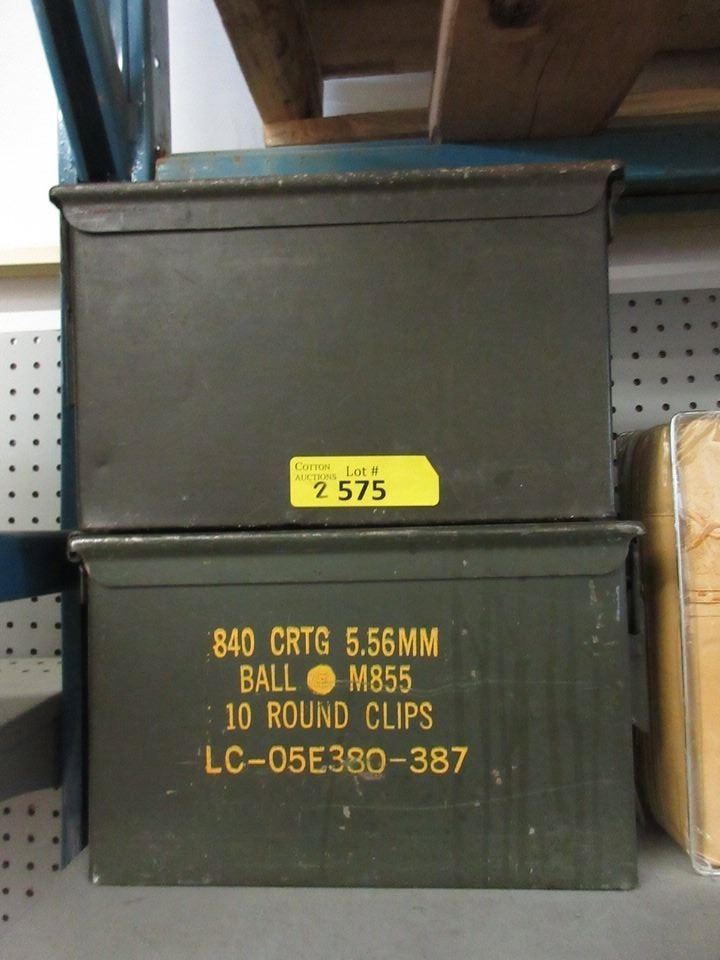 COTTON Lot #
AUCTIONS
2 575
840 CRTG 5.56MM
BALL M855
10 ROUND CLIPS
LC-05E380-387